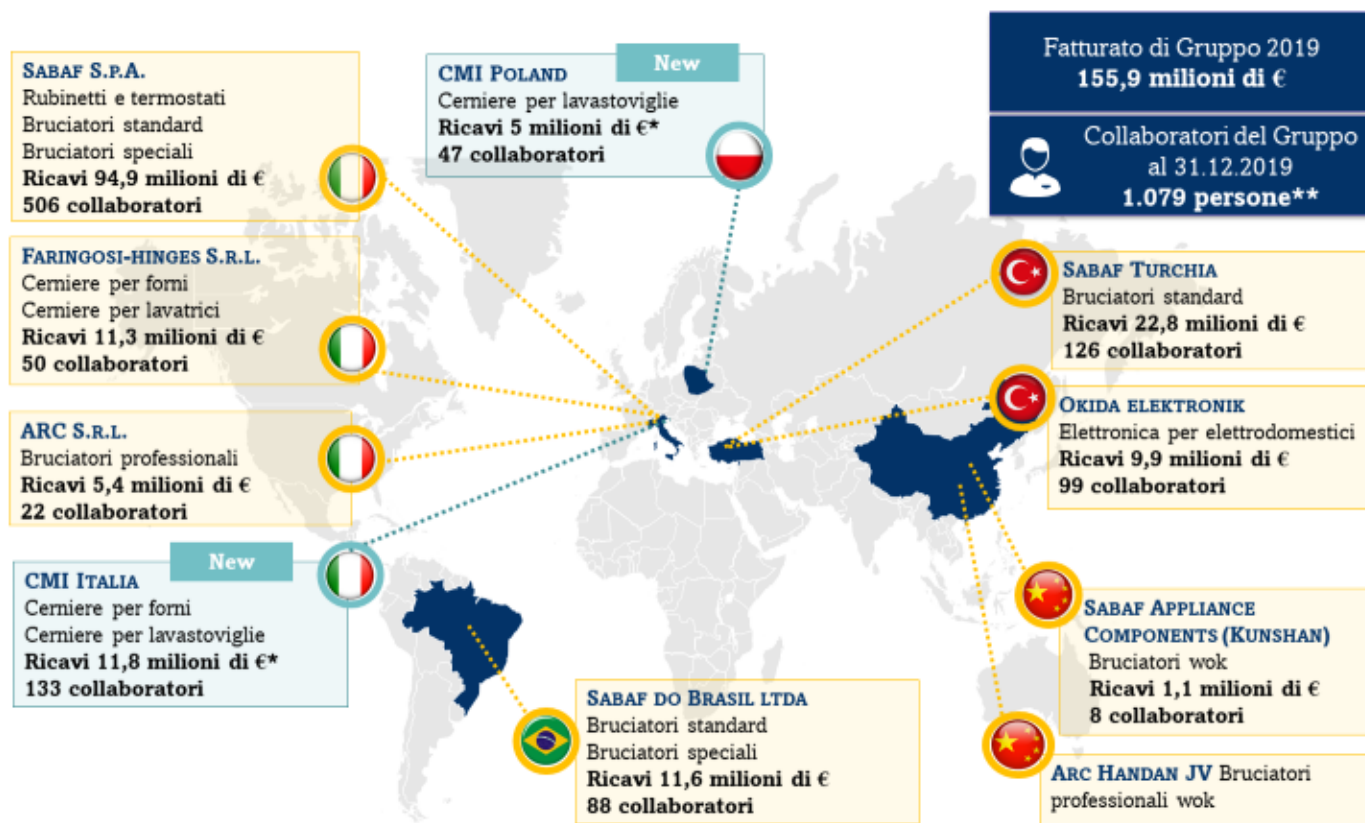 SABAF S.P.A.
Rubinetti e termostati
Bruciatori standard
Bruciatori speciali
Ricavi 94,9 milioni di €
506 collaboratori
New
CMI POLAND
Cerniere per lavastoviglie
Ricavi 5 milioni di €*
47 collaboratori
Fatturato di Gruppo 2019
155,9 milioni di €
Collaboratori del Gruppo
al 31.12.2019
1.079 persone**
FARINGOSI-HINGES S.R.L.
Cerniere per forni
Cerniere per lavatrici
Ricavi 11,3 milioni di €
50 collaboratori
SABAF TURCHIA
Bruciatori standard
Ricavi 22,8 milioni di €
126 collaboratori
ARC S.R.L.
Bruciatori professionali
Ricavi 5,4 milioni di €
22 collaboratori
OKIDA ELEKTRONIK
Elettronica per elettrodomestici
Ricavi 9,9 milioni di €
99 collaboratori
New
CMI ITALIA
Cerniere per forni
Cerniere per lavastoviglie
Ricavi 11,8 milioni di €*
133 collaboratori
SABAF DO BRASIL LTDA
Bruciatori standard
Bruciatori speciali
Ricavi 11,6 milioni di €
88 collaboratori
SABAF APPLIANCE
COMPONENTS (KUNSHAN)
Bruciatori wok
Ricavi 1,1 milioni di €
8 collaboratori
ARC HANDAN JV Bruciatori
professionali wok